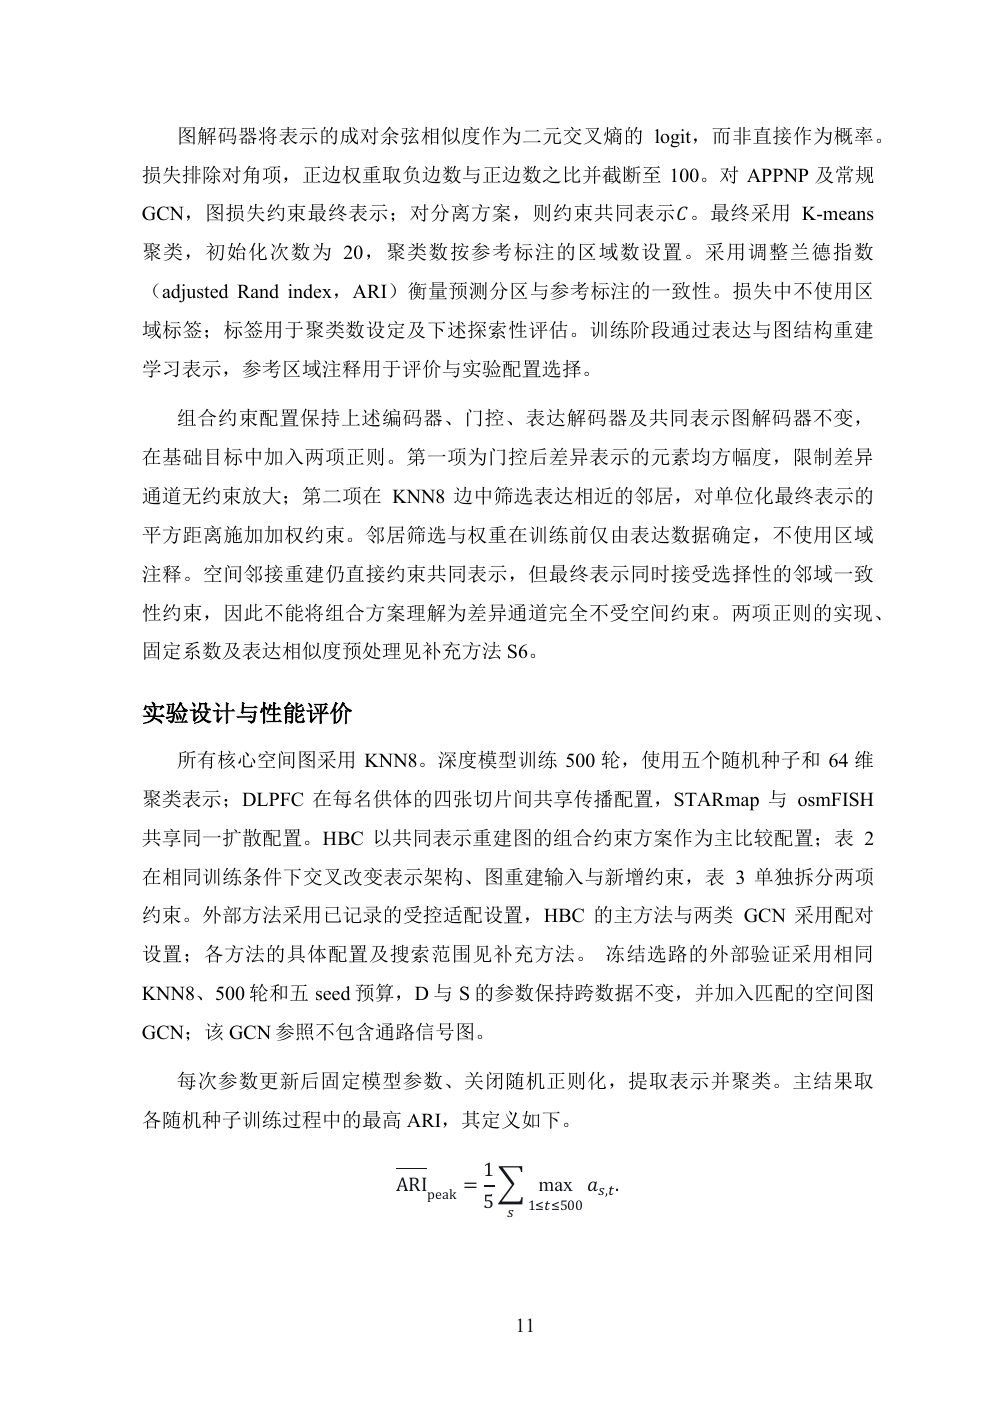 图解码器将表示的成对余弦相似度作为二元交叉熵的 logit，而非直接作为概率。
损失排除对角项，正边权重取负边数与正边数之比并截断至 100。对 APPNP 及常规
GCN，图损失约束最终表示；对分离方案，则约束共同表示C。最终采用 K-means
聚类，初始化次数为 20，聚类数按参考标注的区域数设置。采用调整兰德指数
（adjusted Rand index，ARI）衡量预测分区与参考标注的一致性。损失中不使用区
域标签；标签用于聚类数设定及下述探索性评估。训练阶段通过表达与图结构重建
学习表示，参考区域注释用于评价与实验配置选择。
组合约束配置保持上述编码器、门控、表达解码器及共同表示图解码器不变，
在基础目标中加入两项正则。第一项为门控后差异表示的元素均方幅度，限制差异
通道无约束放大；第二项在 KNN8 边中筛选表达相近的邻居，对单位化最终表示的
平方距离施加加权约束。邻居筛选与权重在训练前仅由表达数据确定，不使用区域
注释。空间邻接重建仍直接约束共同表示，但最终表示同时接受选择性的邻域一致
性约束，因此不能将组合方案理解为差异通道完全不受空间约束。两项正则的实现、
固定系数及表达相似度预处理见补充方法 S6。
实验设计与性能评价
所有核心空间图采用 KNN8。深度模型训练 500 轮，使用五个随机种子和 64 维
聚类表示；DLPFC 在每名供体的四张切片间共享传播配置，STARmap 与 osmFISH
共享同一扩散配置。HBC 以共同表示重建图的组合约束方案作为主比较配置；表 2
在相同训练条件下交叉改变表示架构、图重建输入与新增约束，表 3 单独拆分两项
约束。外部方法采用已记录的受控适配设置，HBC 的主方法与两类 GCN 采用配对
设置；各方法的具体配置及搜索范围见补充方法。 冻结选路的外部验证采用相同
KNN8、500 轮和五 seed 预算，D 与 S 的参数保持跨数据不变，并加入匹配的空间图
GCN；该 GCN 参照不包含通路信号图。
每次参数更新后固定模型参数、关闭随机正则化，提取表示并聚类。主结果取
各随机种子训练过程中的最高 ARI，其定义如下。
$\overline{\mathrm{ARI}}_{\mathrm{peak}} = \frac{1}{5} \sum_{s} \max_{1 \le t \le 500} a_{s,t}.$
11